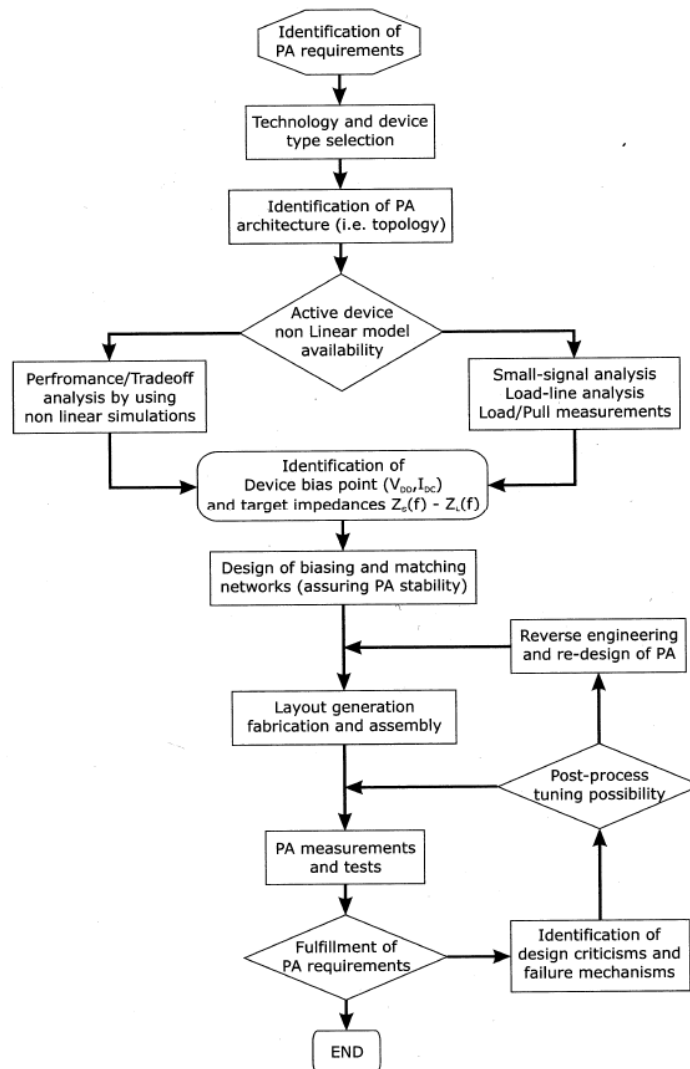 Identification of
PA requirements
Technology and device
type selection
Identification of PA
architecture (i.e. topology)
Active device
non Linear model
availability
Perfromance/Tradeoff
analysis by using
non linear simulations
Small-signal analysis
Load-line analysis
Load/Pull measurements
Identification of
Device bias point (V_DD,I_DC)
and target impedances Z_S(f) - Z_L(f)
Design of biasing and matching
networks (assuring PA stability)
Reverse engineering
and re-design of PA
Layout generation
fabrication and assembly
Post-process
tuning possibility
PA measurements
and tests
Fulfillment of
PA requirements
Identification of
design criticisms and
failure mechanisms
END